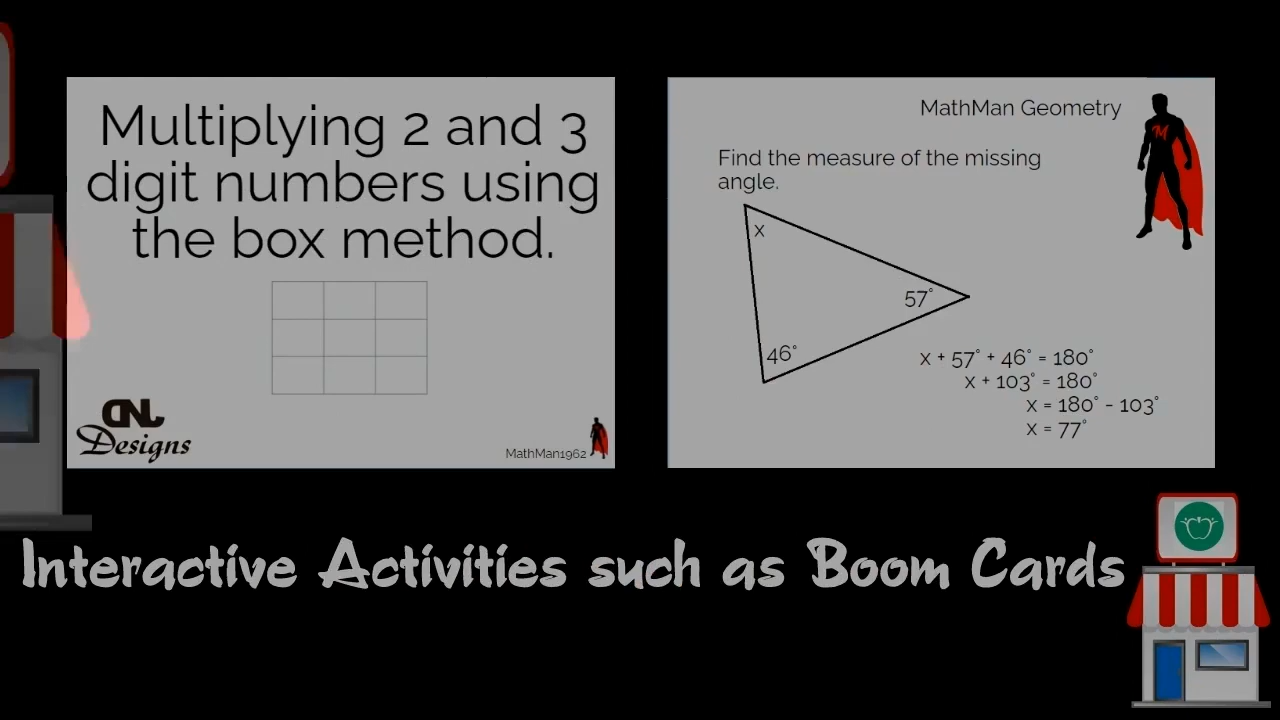 Multiplying 2 and 3
digit numbers using
the box method.
DNL
Designs
MathMan1962
MathMan Geometry
M
Find the measure of the missing
angle.
x
57°
46°
x + 57° + 46° = 180°
x + 103° = 180°
x = 180° - 103°
x = 77°
Interactive Activities such as Boom Cards